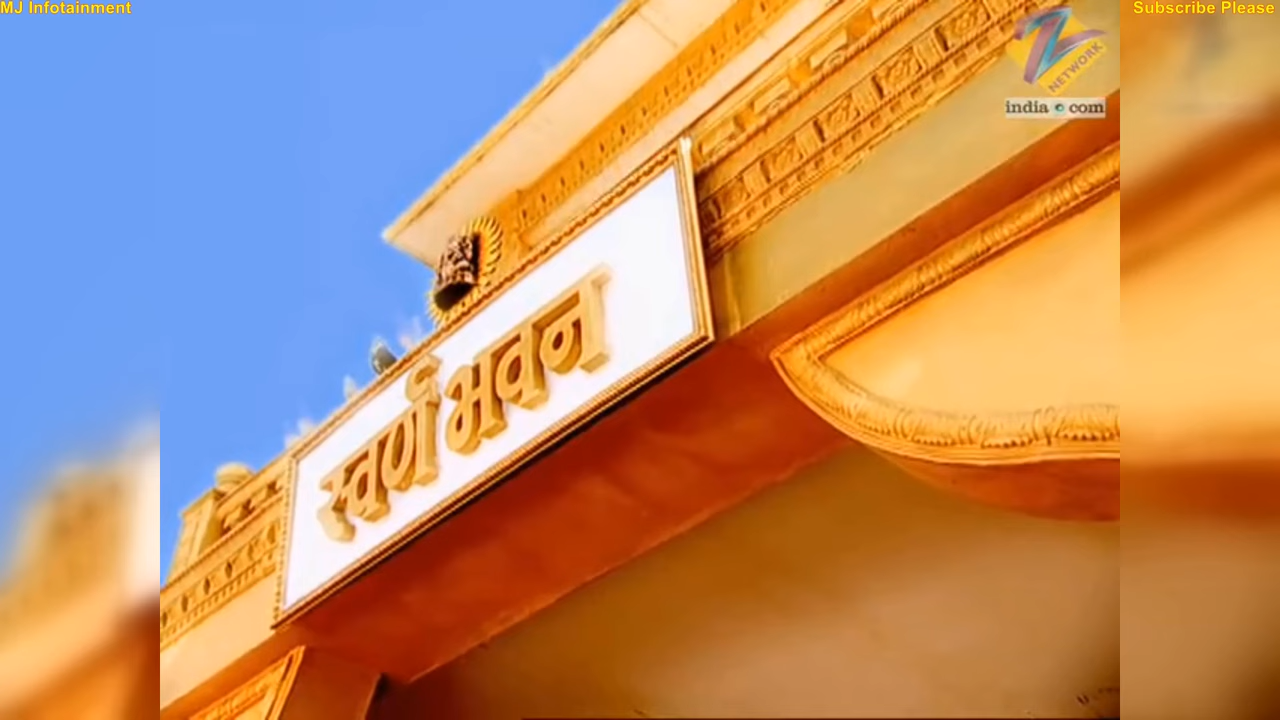 MJ Infotainment
Subscribe Please
Z
NETWORK
india.com
स्वर्ण भवन